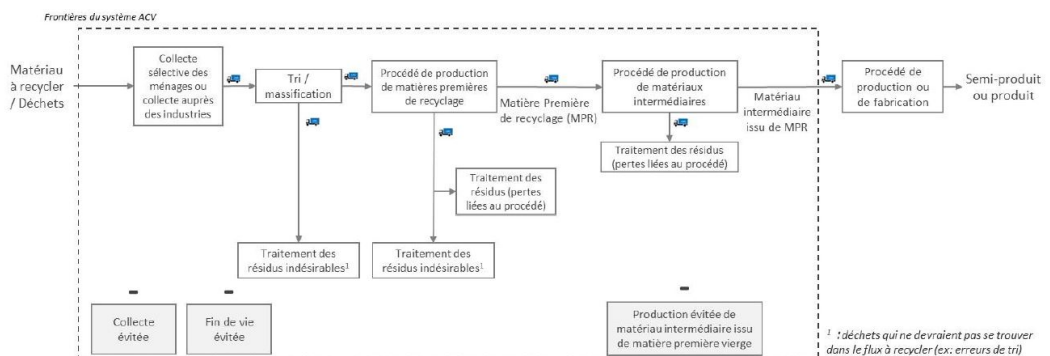 Frontières du système ACV
Matériau
à recycler
/ Déchets
Collecte
sélective des
ménages ou
collecte auprès
des industries
Tri /
massification
Procédé de production
de matières premières
de recyclage
Matière Première
de recyclage (MPR)
Procédé de production
de matériaux
intermédiaires
Matériau
intermédiaire
issu de MPR
Procédé de
production ou
de fabrication
Semi-produit
ou produit
Traitement des résidus
(pertes liées au procédé)
Traitement des
résidus (pertes
liées au procédé)
Traitement des
résidus indésirables¹
Traitement des
résidus indésirables¹
Collecte
évitée
Fin de vie
évitée
Production évitée de
matériau intermédiaire issu
de matière première vierge
¹ : déchets qui ne devraient pas se trouver
dans le flux à recycler (ex: erreurs de tri)